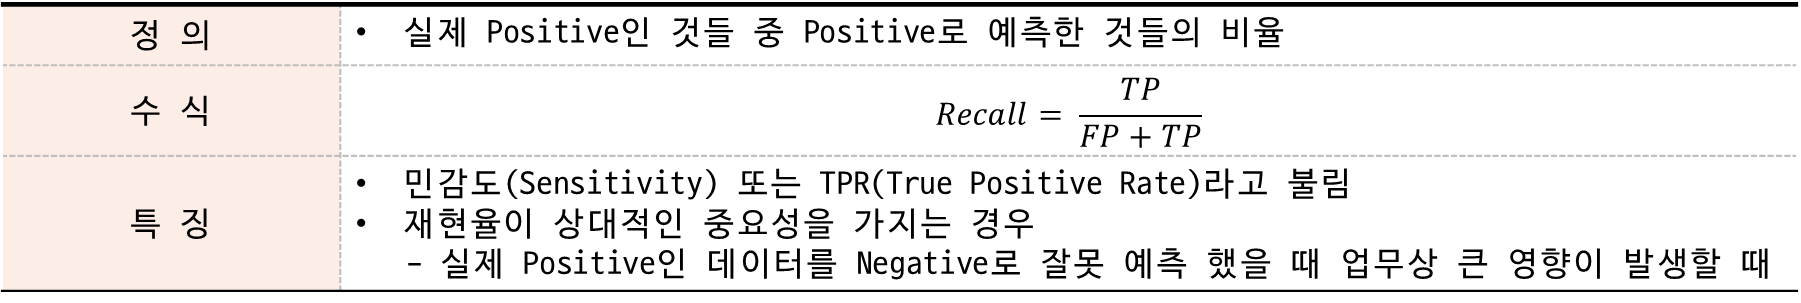 정 의
• 실제 Positive인 것들 중 Positive로 예측한 것들의 비율
수 식
Recall = TP / (FP + TP)
특 징
• 민감도(Sensitivity) 또는 TPR(True Positive Rate)라고 불림
• 재현율이 상대적인 중요성을 가지는 경우
– 실제 Positive인 데이터를 Negative로 잘못 예측 했을 때 업무상 큰 영향이 발생할 때